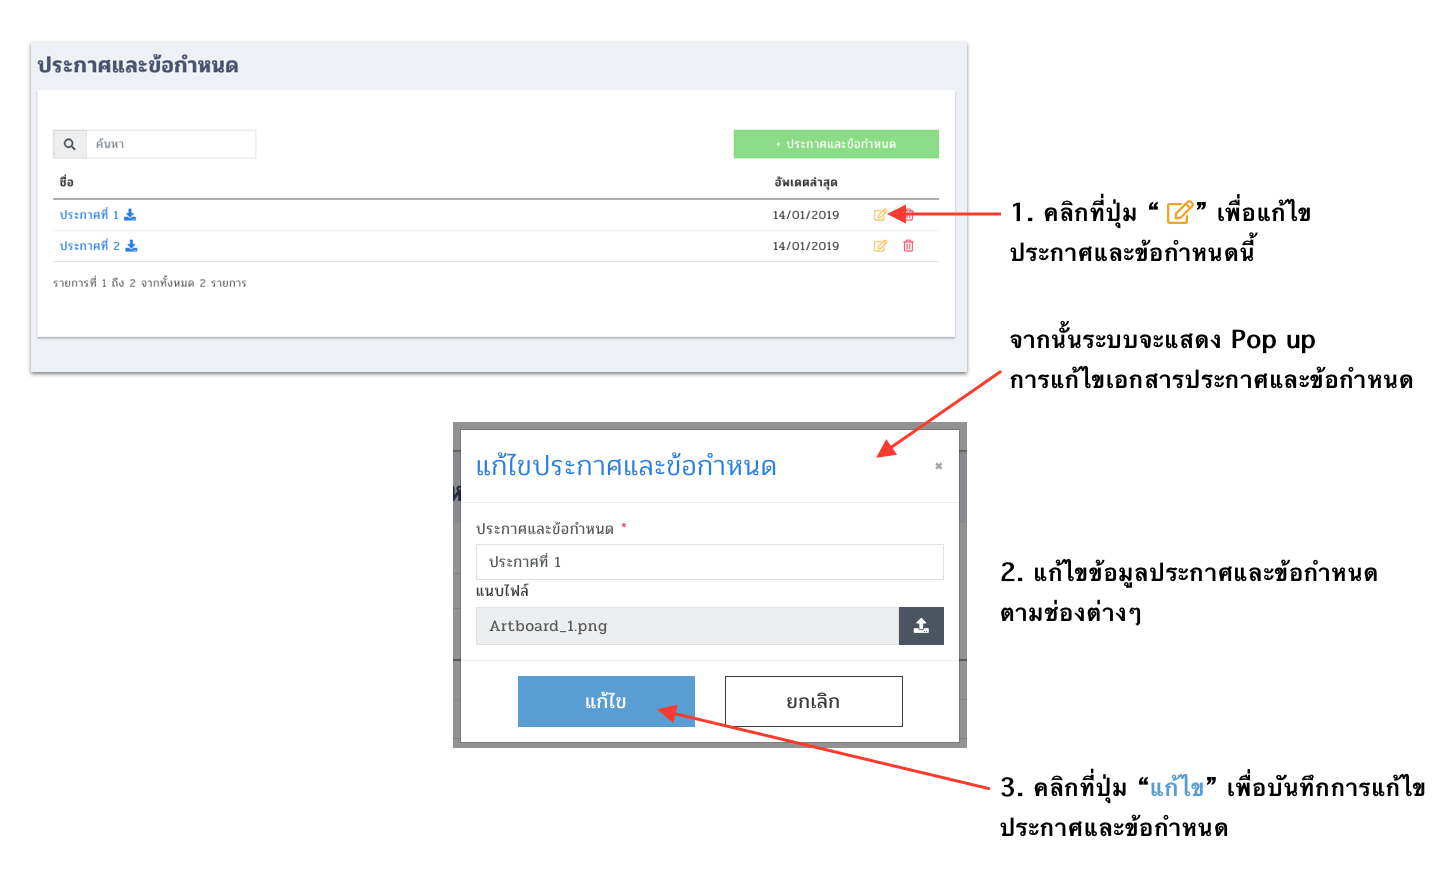 ประกาศและข้อกำหนด
ค้นหา
+ ประกาศและข้อกำหนด
ชื่อ อัพเดตล่าสุด
ประกาศที่ 1 14/01/2019
ประกาศที่ 2 14/01/2019
รายการที่ 1 ถึง 2 จากทั้งหมด 2 รายการ
1. คลิกที่ปุ่ม “ ” เพื่อแก้ไข
ประกาศและข้อกำหนดนี้
จากนั้นระบบจะแสดง Pop up
การแก้ไขเอกสารประกาศและข้อกำหนด
แก้ไขประกาศและข้อกำหนด
ประกาศและข้อกำหนด *
ประกาศที่ 1
แนบไฟล์
Artboard_1.png
แก้ไข ยกเลิก
2. แก้ไขข้อมูลประกาศและข้อกำหนด
ตามช่องต่างๆ
3. คลิกที่ปุ่ม “แก้ไข” เพื่อบันทึกการแก้ไข
ประกาศและข้อกำหนด